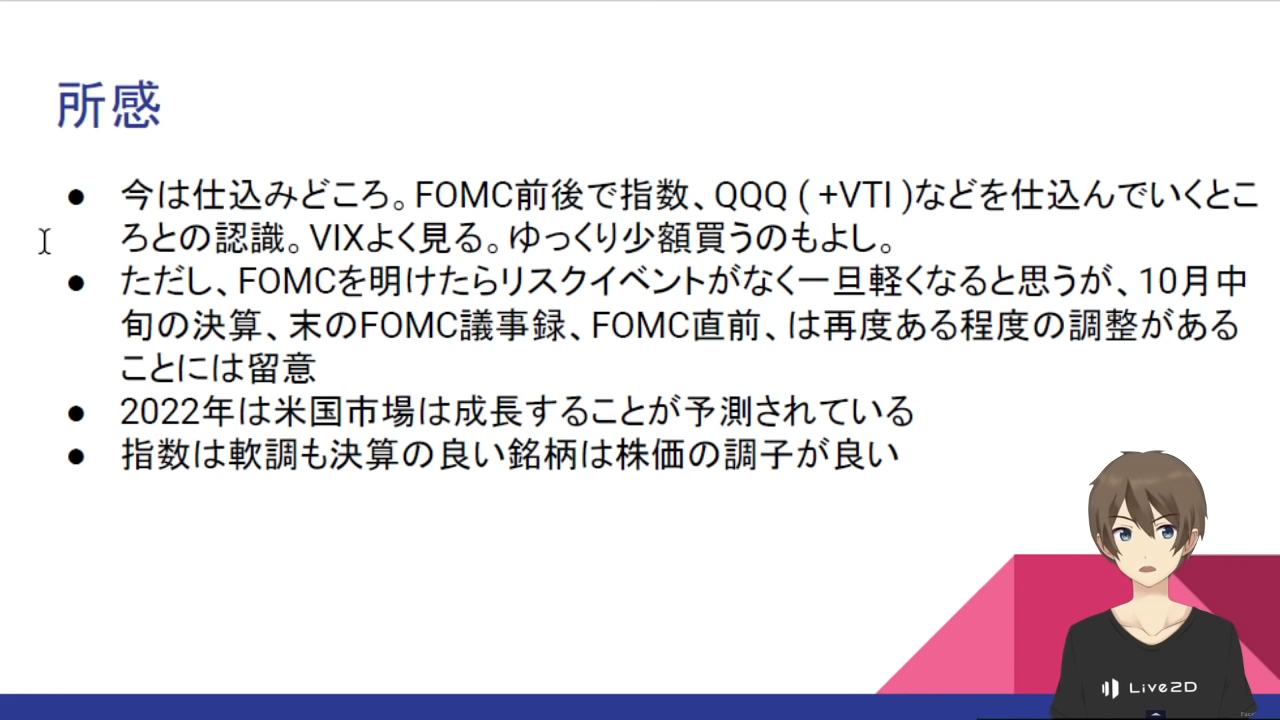 所感
● 今は仕込みどころ。FOMC前後で指数、QQQ ( +VTI )などを仕込んでいくとこ
ろとの認識。VIXよく見る。ゆっくり少額買うのもよし。
● ただし、FOMCを明けたらリスクイベントがなく一旦軽くなると思うが、10月中
旬の決算、末のFOMC議事録、FOMC直前、は再度ある程度の調整がある
ことには留意
● 2022年は米国市場は成長することが予測されている
● 指数は軟調も決算の良い銘柄は株価の調子が良い
Live2D